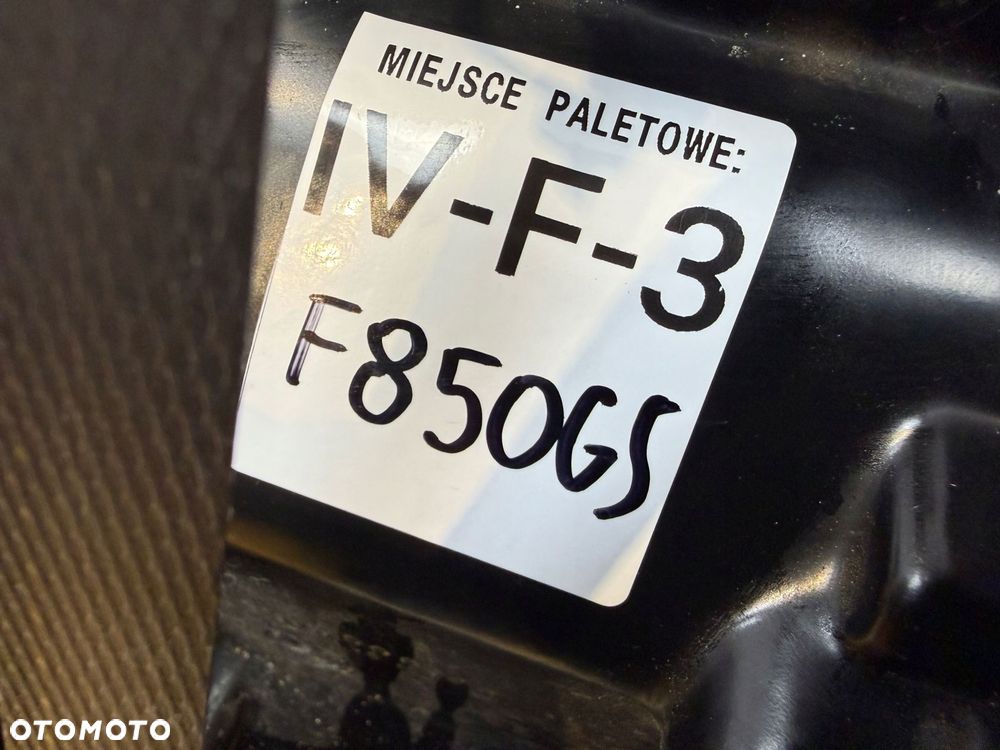 MIEJSCE PALETOWE:
IV-F-3
F850GS
OTOMOTO